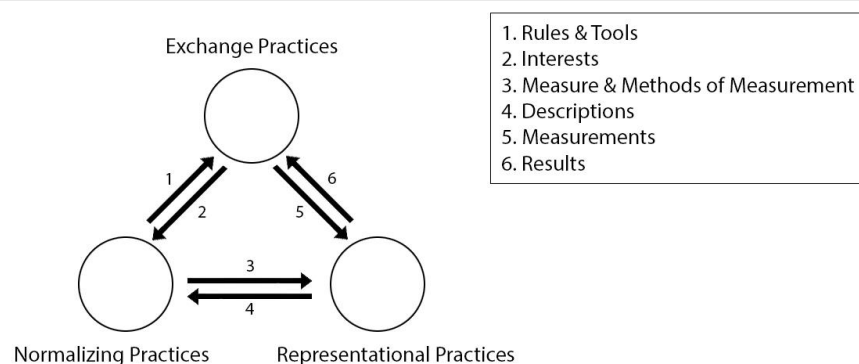 Exchange Practices
1
2
6
5
3
4
Normalizing Practices
Representational Practices
1. Rules & Tools
2. Interests
3. Measure & Methods of Measurement
4. Descriptions
5. Measurements
6. Results